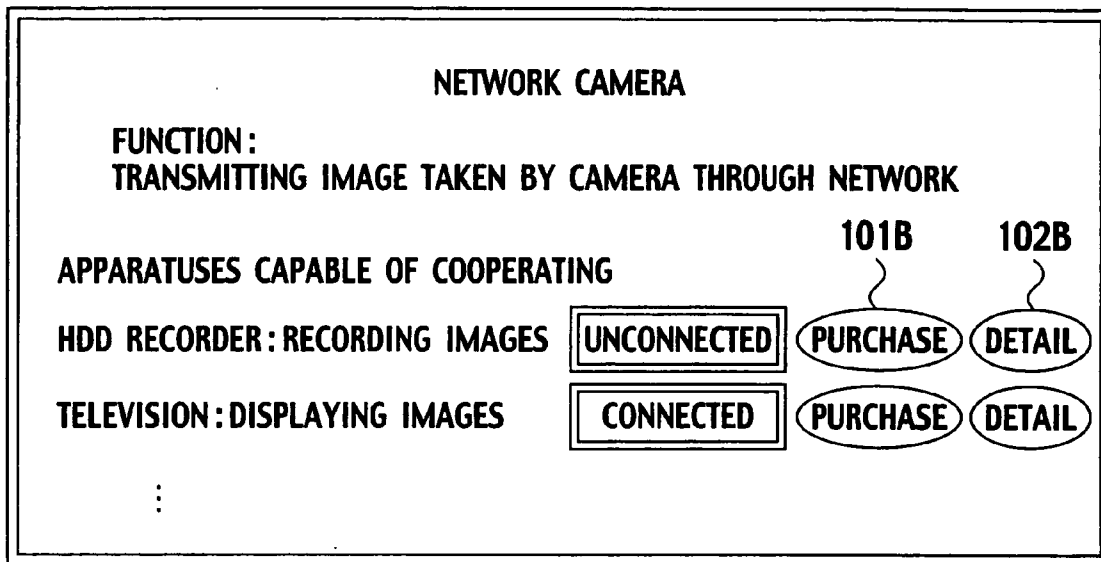 NETWORK CAMERA
FUNCTION:
TRANSMITTING IMAGE TAKEN BY CAMERA THROUGH NETWORK
101B 102B
APPARATUSES CAPABLE OF COOPERATING
HDD RECORDER: RECORDING IMAGES UNCONNECTED PURCHASE DETAIL
TELEVISION: DISPLAYING IMAGES CONNECTED PURCHASE DETAIL
⋮